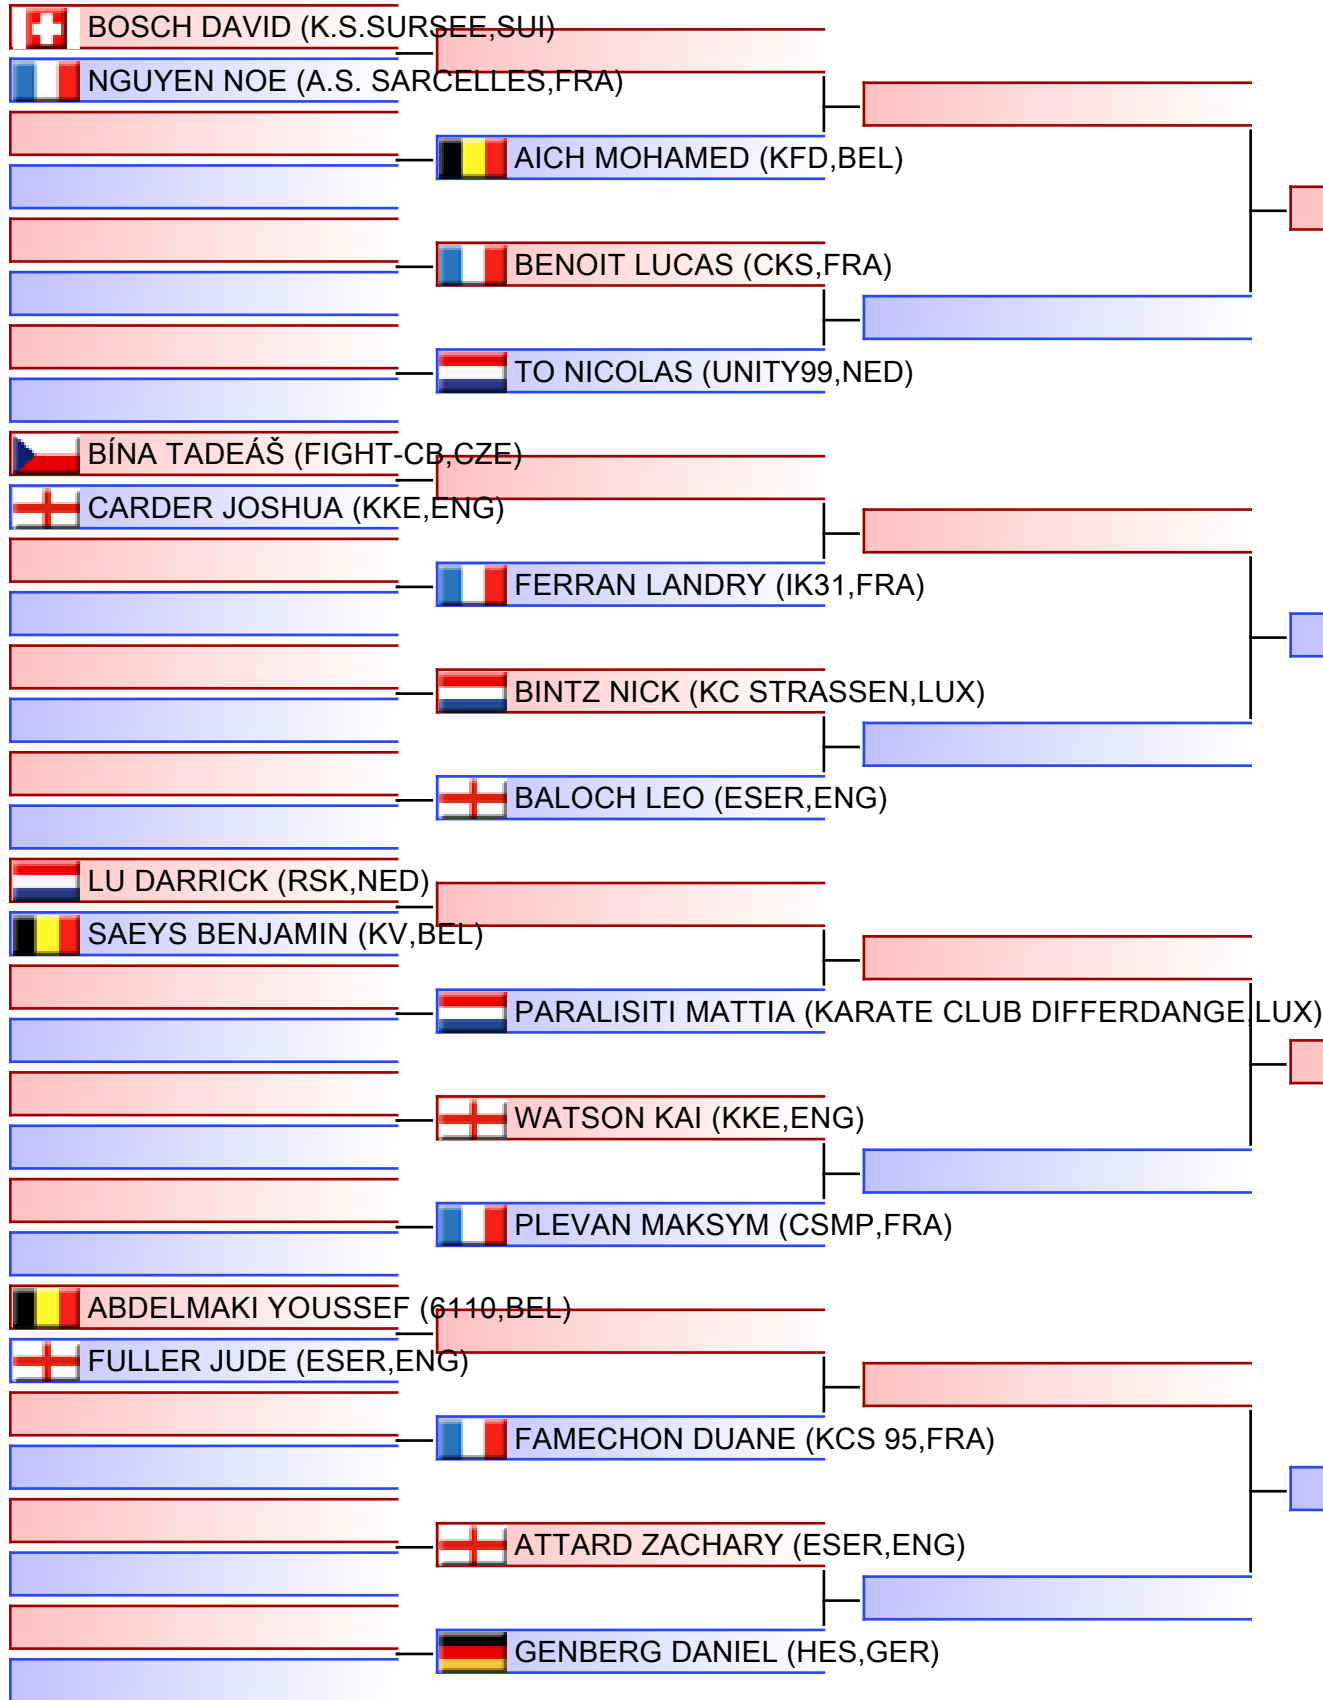 BOSCH DAVID (K.S.SURSEE,SUI)
NGUYEN NOE (A.S. SARCELLES,FRA)
AICH MOHAMED (KFD,BEL)
BENOIT LUCAS (CKS,FRA)
TO NICOLAS (UNITY99,NED)
BÍNA TADEÁŠ (FIGHT-CB,CZE)
CARDER JOSHUA (KKE,ENG)
FERRAN LANDRY (IK31,FRA)
BINTZ NICK (KC STRASSEN,LUX)
BALOCH LEO (ESER,ENG)
LU DARRICK (RSK,NED)
SAEYS BENJAMIN (KV,BEL)
PARALISITI MATTIA (KARATE CLUB DIFFERDANGE,LUX)
WATSON KAI (KKE,ENG)
PLEVAN MAKSYM (CSMP,FRA)
ABDELMAKI YOUSSEF (6110,BEL)
FULLER JUDE (ESER,ENG)
FAMECHON DUANE (KCS 95,FRA)
ATTARD ZACHARY (ESER,ENG)
GENBERG DANIEL (HES,GER)